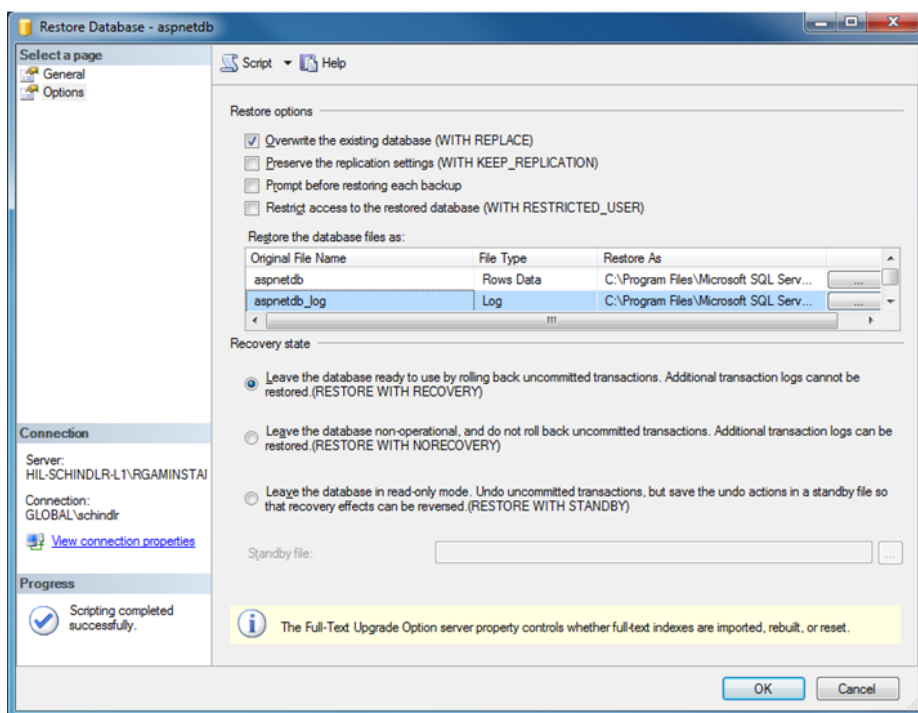 Restore Database - aspnetdb
Select a page
General
Options
Script
Help
Restore options
Overwrite the existing database (WITH REPLACE)
Preserve the replication settings (WITH KEEP_REPLICATION)
Prompt before restoring each backup
Restrict access to the restored database (WITH RESTRICTED_USER)
Restore the database files as:
Original File Name File Type Restore As
aspnetdb Rows Data C:\Program Files\Microsoft SQL Serv... ...
aspnetdb_log Log C:\Program Files\Microsoft SQL Serv... ...
Recovery state
Leave the database ready to use by rolling back uncommitted transactions. Additional transaction logs cannot be
restored.(RESTORE WITH RECOVERY)
Leave the database non-operational, and do not roll back uncommitted transactions. Additional transaction logs can be
restored.(RESTORE WITH NORECOVERY)
Leave the database in read-only mode. Undo uncommitted transactions, but save the undo actions in a standby file so
that recovery effects can be reversed.(RESTORE WITH STANDBY)
Standby file:
...
Connection
Server:
HIL-SCHINDLR-L1\RGAMINSTAI
Connection:
GLOBAL\schindlr
View connection properties
Progress
Scripting completed
successfully.
The Full-Text Upgrade Option server property controls whether full-text indexes are imported, rebuilt, or reset.
OK
Cancel